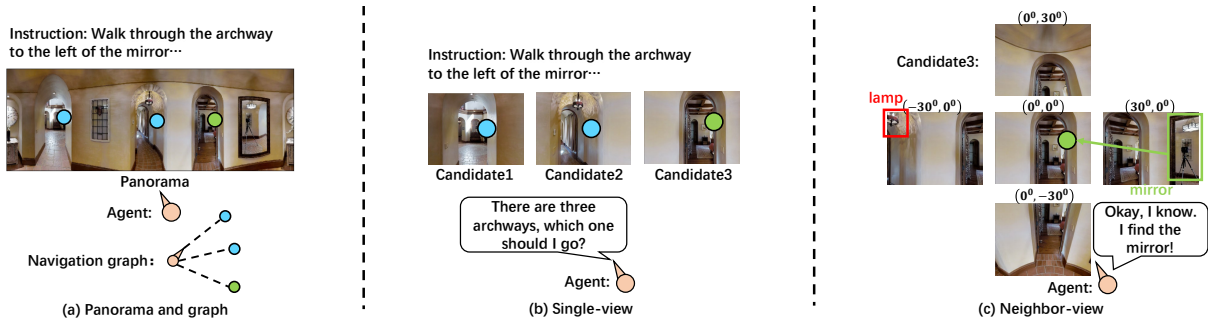 Instruction: Walk through the archway
to the left of the mirror…
Panorama
Agent:
Navigation graph:
(a) Panorama and graph
Instruction: Walk through the archway
to the left of the mirror…
Candidate1 Candidate2 Candidate3
There are three
archways, which one
should I go?
Agent:
(b) Single-view
(0⁰, 30⁰)
Candidate3:
lamp
(−30⁰, 0⁰) (0⁰, 0⁰) (30⁰, 0⁰)
mirror
(0⁰, −30⁰)
Okay, I know.
I find the
mirror!
Agent:
(c) Neighbor-view